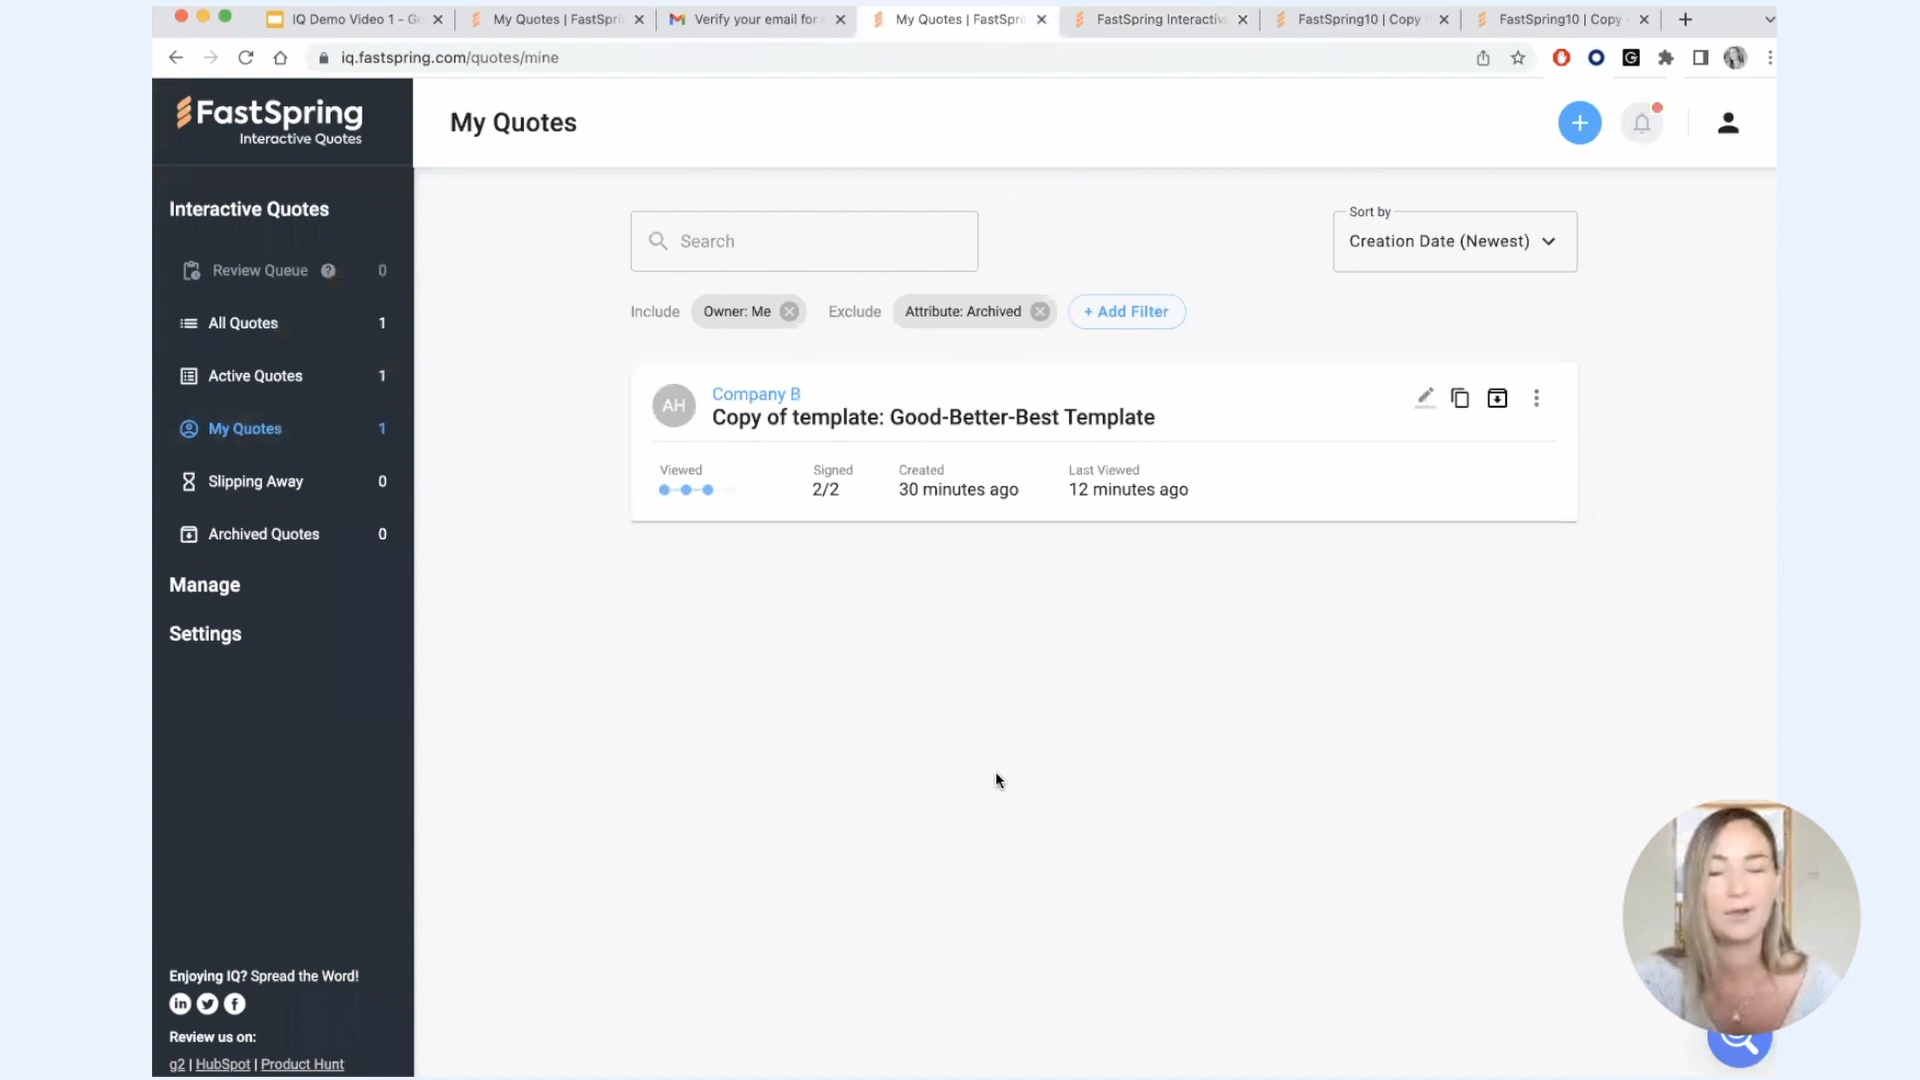 IQ Demo Video 1 - G
My Quotes | FastSpri
Verify your email for
My Quotes | FastSpri
FastSpring Interactiv
FastSpring10 | Copy
FastSpring10 | Copy
iq.fastspring.com/quotes/mine
FastSpring
Interactive Quotes
My Quotes
Interactive Quotes
Review Queue 0
All Quotes 1
Active Quotes 1
My Quotes 1
Slipping Away 0
Archived Quotes 0
Manage
Settings
Search
Sort by
Creation Date (Newest)
Include Owner: Me Exclude Attribute: Archived + Add Filter
AH
Company B
Copy of template: Good-Better-Best Template
Viewed Signed Created Last Viewed
2/2 30 minutes ago 12 minutes ago
Enjoying IQ? Spread the Word!
Review us on:
g2 | HubSpot | Product Hunt